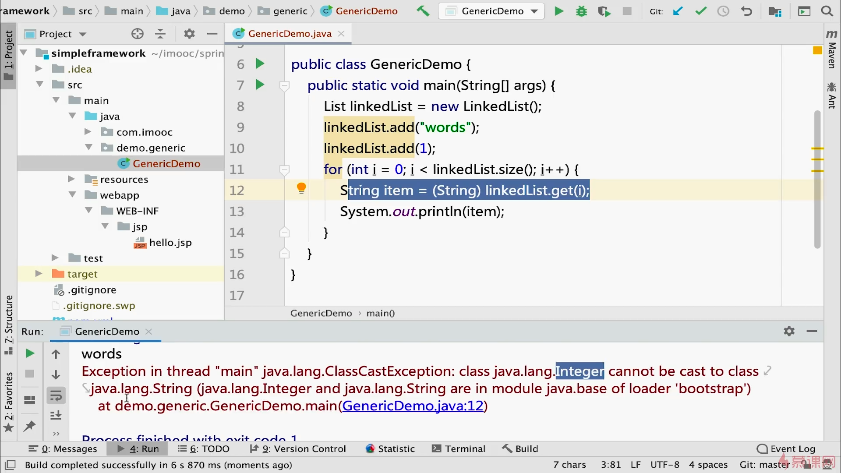 ramework
src
main
java
demo
generic
GenericDemo
GenericDemo
Git:
Project
GenericDemo.java
1: Project
simpleframework ~/imooc/sprin
.idea
src
main
java
com.imooc
demo.generic
GenericDemo
resources
webapp
WEB-INF
jsp
hello.jsp
test
target
.gitignore
.gitignore.swp
6 public class GenericDemo {
7 public static void main(String[] args) {
8 List linkedList = new LinkedList();
9 linkedList.add("words");
10 linkedList.add(1);
11 for (int i = 0; i < linkedList.size(); i++) {
12 String item = (String) linkedList.get(i);
13 System.out.println(item);
14 }
15 }
16 }
17
GenericDemo › main()
Maven
Ant
7: Structure
2: Favorites
Run: GenericDemo
words
Exception in thread "main" java.lang.ClassCastException: class java.lang.Integer cannot be cast to class
java.lang.String (java.lang.Integer and java.lang.String are in module java.base of loader 'bootstrap')
at demo.generic.GenericDemo.main(GenericDemo.java:12)
Process finished with exit code 1
0: Messages
4: Run
6: TODO
9: Version Control
Statistic
Terminal
Build
Event Log
Build completed successfully in 6 s 870 ms (moments ago)
7 chars
3:81
LF
UTF-8
4 spaces
Git: master
慕课网